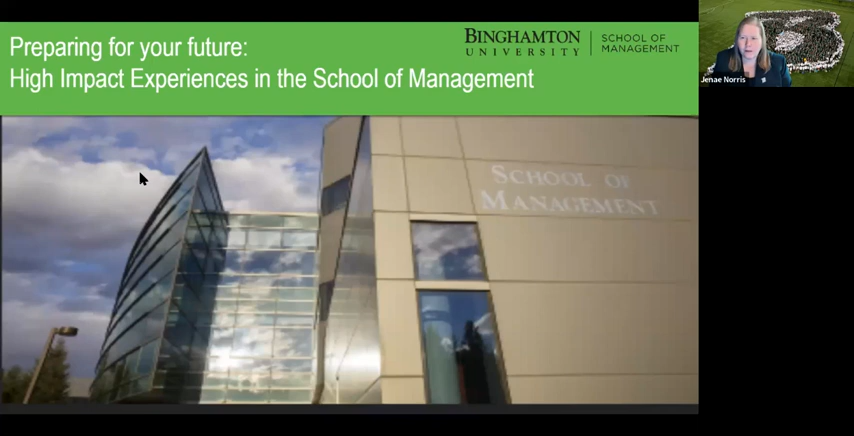 Preparing for your future:
High Impact Experiences in the School of Management
BINGHAMTON
UNIVERSITY
SCHOOL OF
MANAGEMENT
Jenae Norris
SCHOOL OF
MANAGEMENT